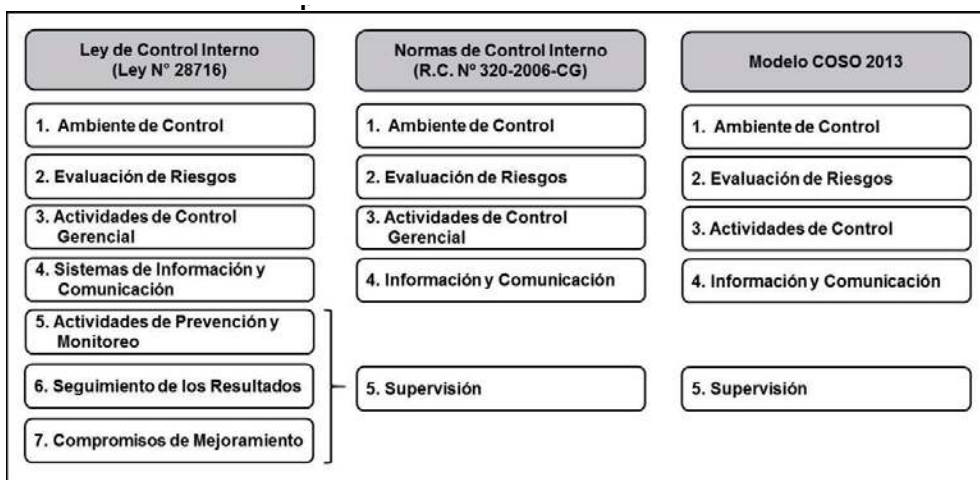 Ley de Control Interno
(Ley N° 28716)
1. Ambiente de Control
2. Evaluación de Riesgos
3. Actividades de Control
Gerencial
4. Sistemas de Información y
Comunicación
5. Actividades de Prevención y
Monitoreo
6. Seguimiento de los Resultados
7. Compromisos de Mejoramiento
Normas de Control Interno
(R.C. Nº 320-2006-CG)
1. Ambiente de Control
2. Evaluación de Riesgos
3. Actividades de Control
Gerencial
4. Información y Comunicación
5. Supervisión
Modelo COSO 2013
1. Ambiente de Control
2. Evaluación de Riesgos
3. Actividades de Control
4. Información y Comunicación
5. Supervisión